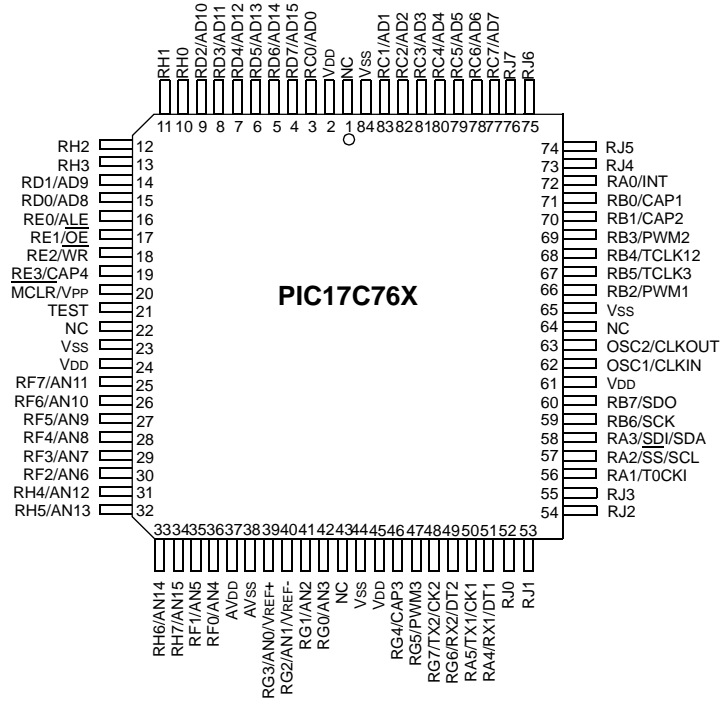 RH1
RH0
RD2/AD10
RD3/AD11
RD4/AD12
RD5/AD13
RD6/AD14
RD7/AD15
RC0/AD0
VDD
NC
VSS
RC1/AD1
RC2/AD2
RC3/AD3
RC4/AD4
RC5/AD5
RC6/AD6
RC7/AD7
RJ7
RJ6
11 10 9 8 7 6 5 4 3 2 1 84 83 82 81 80 79 78 77 76 75
RH2 12
RH3 13
RD1/AD9 14
RD0/AD8 15
RE0/ALE 16
RE1/OE 17
RE2/WR 18
RE3/CAP4 19
MCLR/VPP 20
TEST 21
NC 22
VSS 23
VDD 24
RF7/AN11 25
RF6/AN10 26
RF5/AN9 27
RF4/AN8 28
RF3/AN7 29
RF2/AN6 30
RH4/AN12 31
RH5/AN13 32
PIC17C76X
74 RJ5
73 RJ4
72 RA0/INT
71 RB0/CAP1
70 RB1/CAP2
69 RB3/PWM2
68 RB4/TCLK12
67 RB5/TCLK3
66 RB2/PWM1
65 VSS
64 NC
63 OSC2/CLKOUT
62 OSC1/CLKIN
61 VDD
60 RB7/SDO
59 RB6/SCK
58 RA3/SDI/SDA
57 RA2/SS/SCL
56 RA1/T0CKI
55 RJ3
54 RJ2
33 34 35 36 37 38 39 40 41 42 43 44 45 46 47 48 49 50 51 52 53
RH6/AN14
RH7/AN15
RF1/AN5
RF0/AN4
AVDD
AVSS
RG3/AN0/VREF+
RG2/AN1/VREF-
RG1/AN2
RG0/AN3
NC
VSS
VDD
RG4/CAP3
RG5/PWM3
RG7/TX2/CK2
RG6/RX2/DT2
RA5/TX1/CK1
RA4/RX1/DT1
RJ0
RJ1